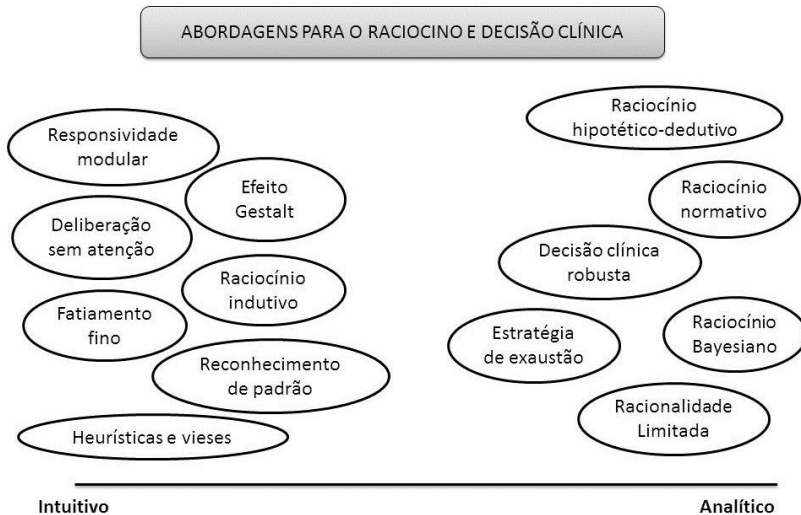 ABORDAGENS PARA O RACIOCINO E DECISÃO CLÍNICA
Responsividade
modular
Efeito
Gestalt
Deliberação
sem atenção
Raciocínio
indutivo
Fatiamento
fino
Reconhecimento
de padrão
Heurísticas e vieses
Raciocínio
hipotético-dedutivo
Raciocínio
normativo
Decisão clínica
robusta
Estratégia
de exaustão
Raciocínio
Bayesiano
Racionalidade
Limitada
Intuitivo
Analítico